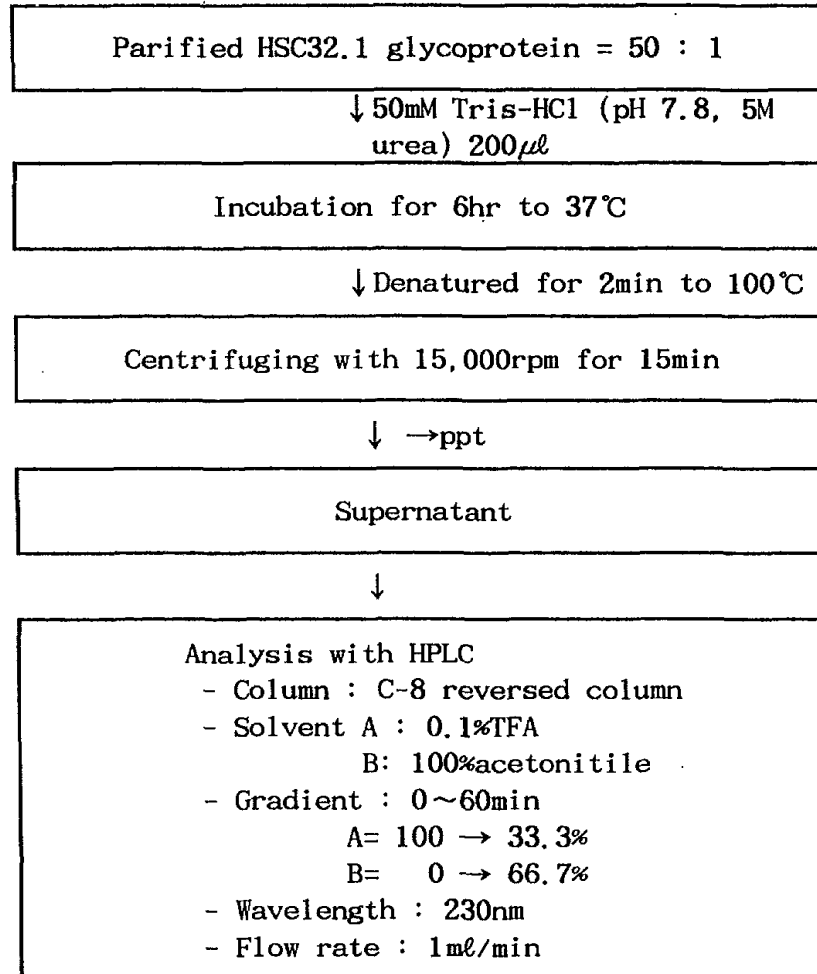 Parified HSC32.1 glycoprotein = 50 : 1
↓50mM Tris-HCl (pH 7.8, 5M
urea) 200㎕
Incubation for 6hr to 37℃
↓Denatured for 2min to 100℃
Centrifuging with 15,000rpm for 15min
↓ →ppt
Supernatant
↓
Analysis with HPLC
- Column : C-8 reversed column
- Solvent A : 0.1%TFA
B: 100%acetonitile
- Gradient : 0~60min
A= 100 → 33.3%
B= 0 → 66.7%
- Wavelength : 230nm
- Flow rate : 1mℓ/min